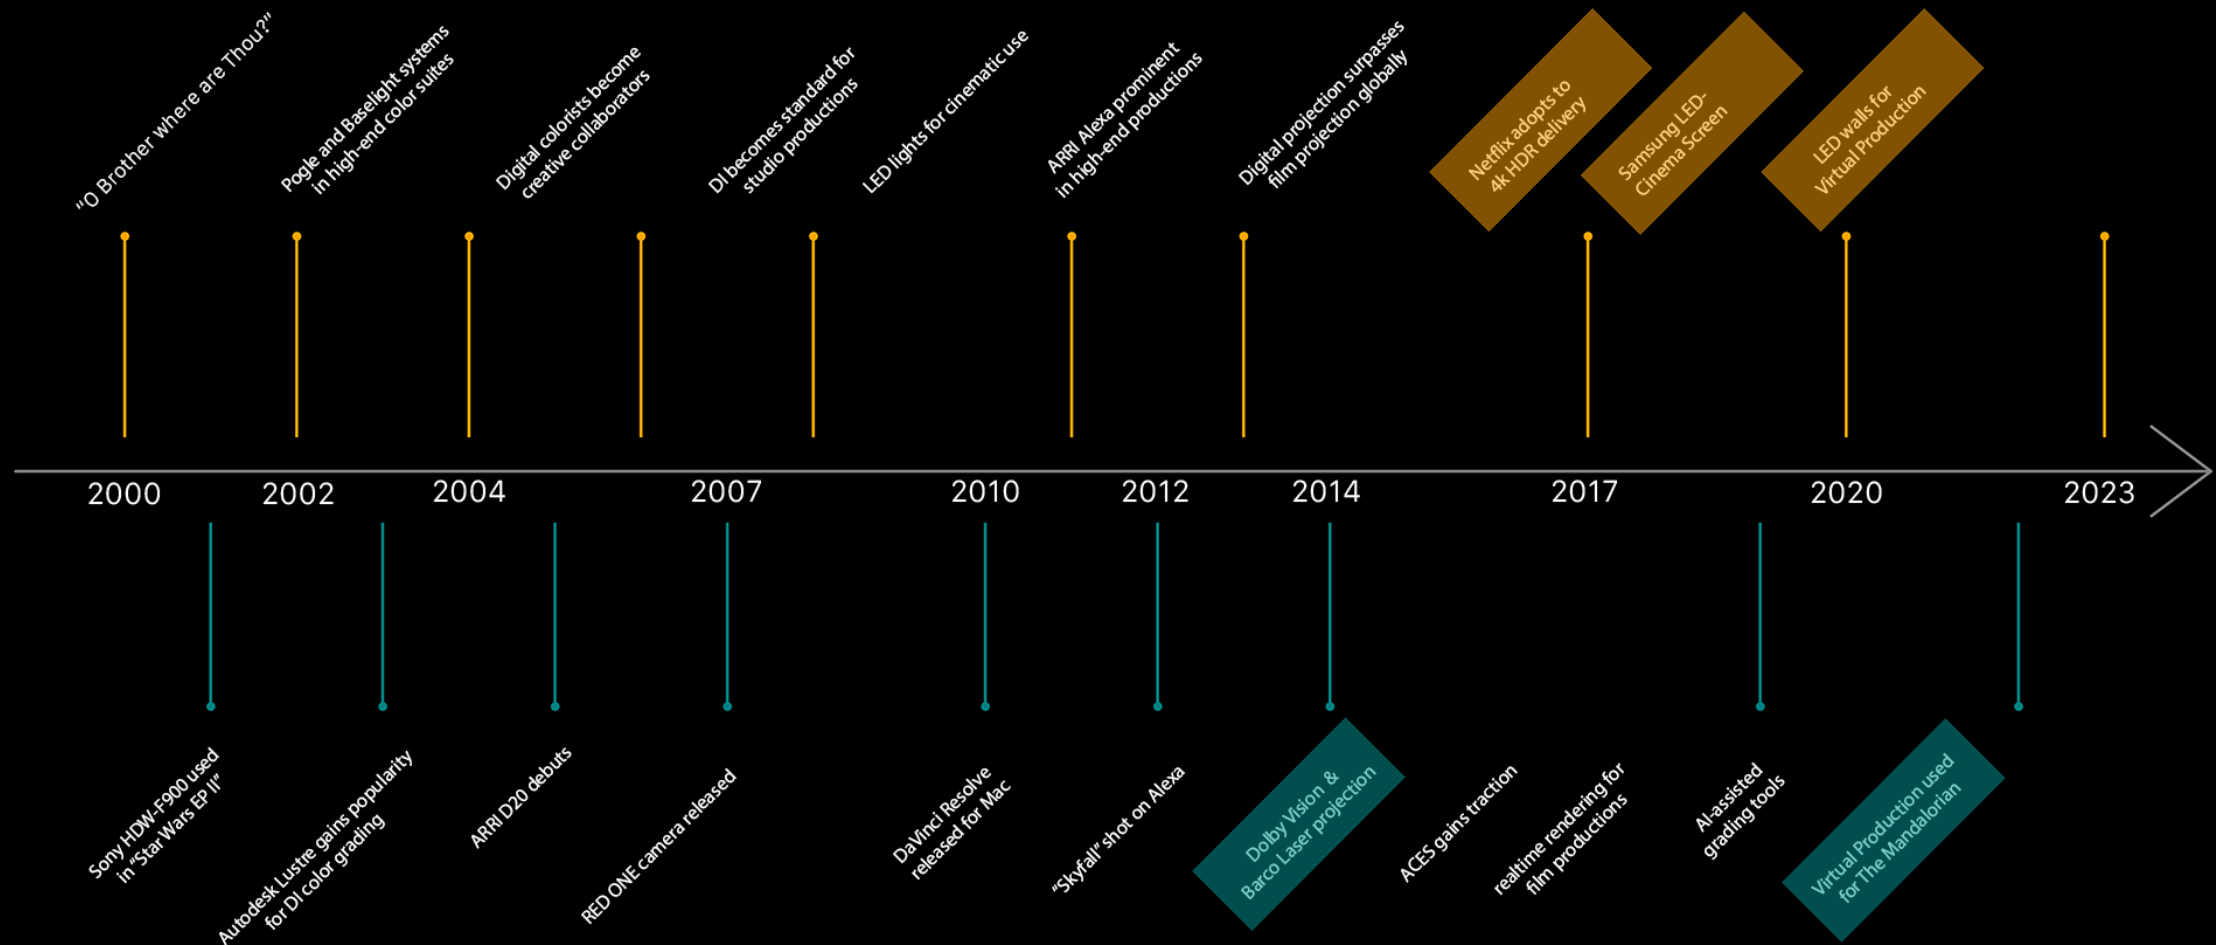 “O Brother where are Thou?”
Pogle and Baselight systems
in high-end color suites
Digital colorists become
creative collaborators
DI becomes standard for
studio productions
LED lights for cinematic use
ARRI Alexa prominent
in high-end productions
Digital projection surpasses
film projection globally
Netflix adopts to
4k HDR delivery
Samsung LED-
Cinema Screen
LED walls for
Virtual Production
2000
2002
2004
2007
2010
2012
2014
2017
2020
2023
Sony HDW-F900 used
in “Star Wars EP II”
Autodesk Lustre gains popularity
for DI color grading
ARRI D20 debuts
RED ONE camera released
DaVinci Resolve
released for Mac
“Skyfall” shot on Alexa
Dolby Vision &
Barco Laser projection
ACES gains traction
realtime rendering for
film productions
AI-assisted
grading tools
Virtual Production used
for The Mandalorian